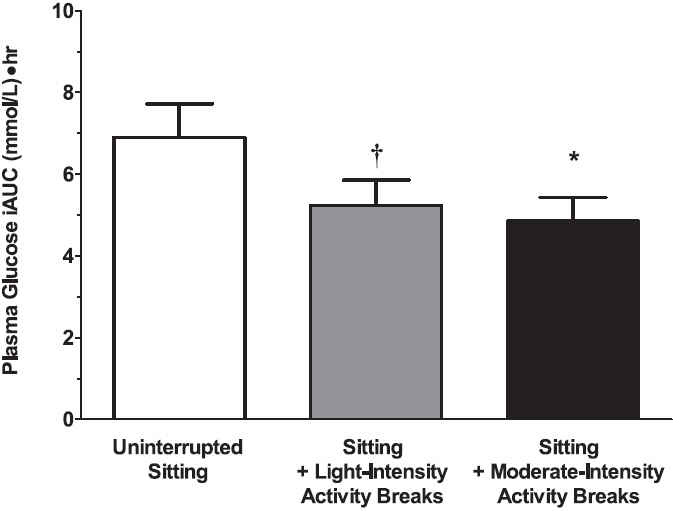 Plasma Glucose iAUC (mmol/L)•hr
10
8
6
4
2
0
†
*
Uninterrupted
Sitting
Sitting
+ Light-Intensity
Activity Breaks
Sitting
+ Moderate-Intensity
Activity Breaks